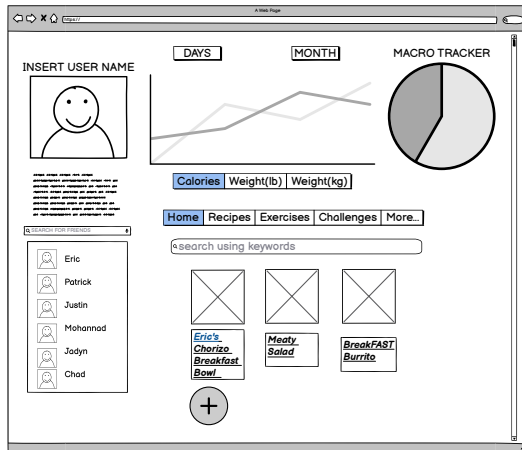 A Web Page
https://
DAYS
MONTH
MACRO TRACKER
INSERT USER NAME
Calories Weight(lb) Weight(kg)
Home Recipes Exercises Challenges More...
SEARCH FOR FRIENDS
search using keywords
Eric
Patrick
Justin
Mohannad
Jadyn
Chad
Eric's
Chorizo
Breakfast
Bowl
Meaty
Salad
BreakFAST
Burrito